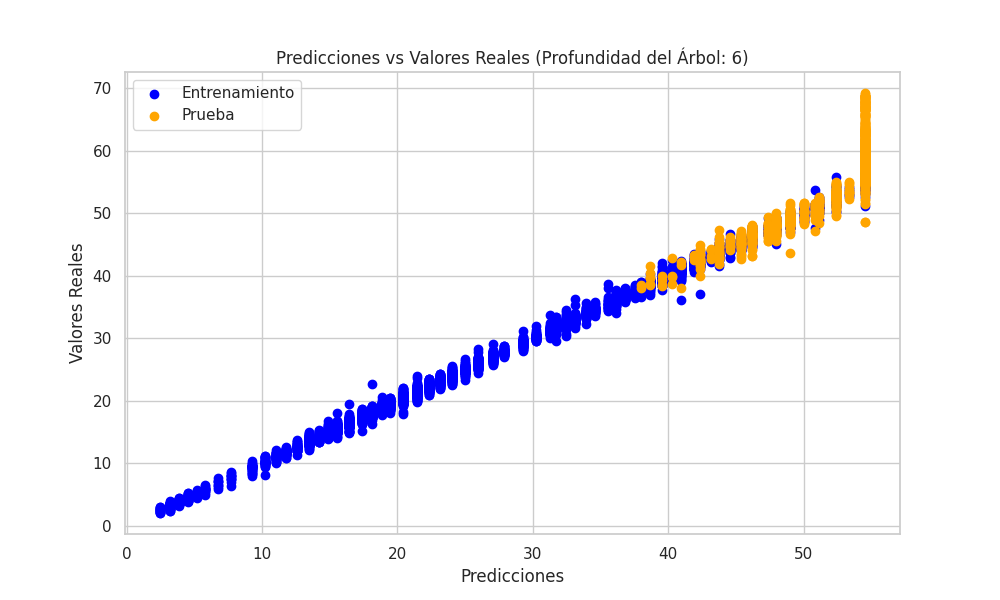 Predicciones vs Valores Reales (Profundidad del Árbol: 6)
Entrenamiento
Prueba
Valores Reales
70
60
50
40
30
20
10
0
0 10 20 30 40 50
Predicciones